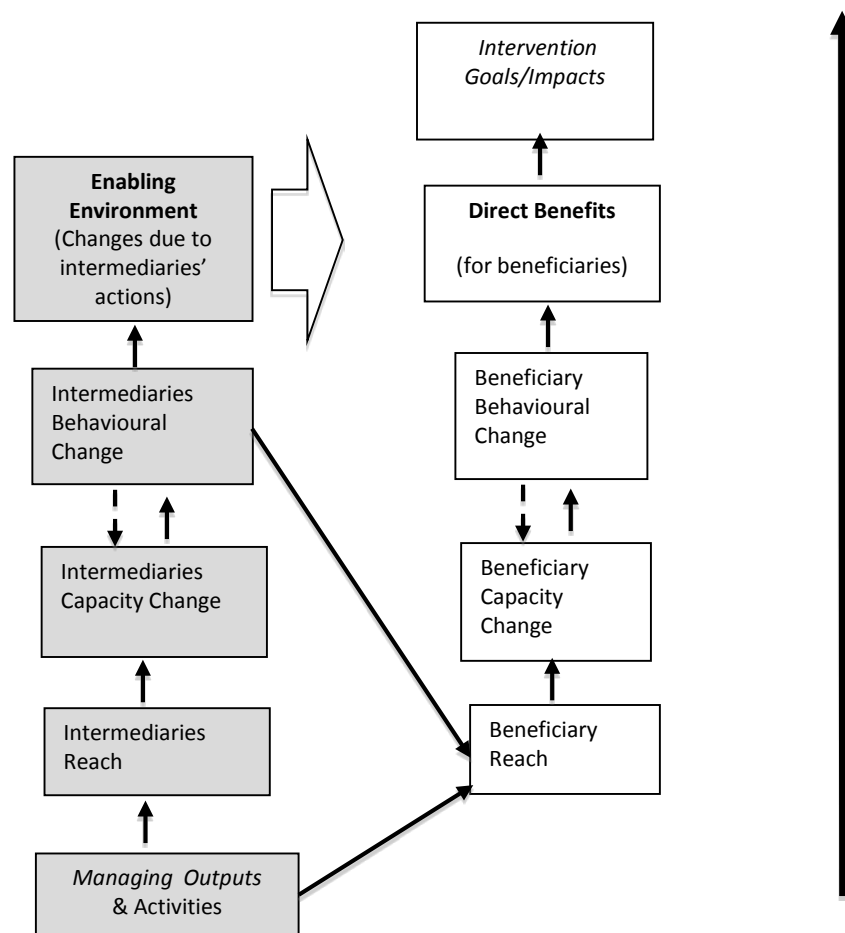 Intervention
Goals/Impacts
Enabling
Environment
(Changes due to
intermediaries’
actions)
Direct Benefits
(for beneficiaries)
Intermediaries
Behavioural
Change
Beneficiary
Behavioural
Change
Intermediaries
Capacity Change
Beneficiary
Capacity
Change
Intermediaries
Reach
Beneficiary
Reach
Managing Outputs
& Activities